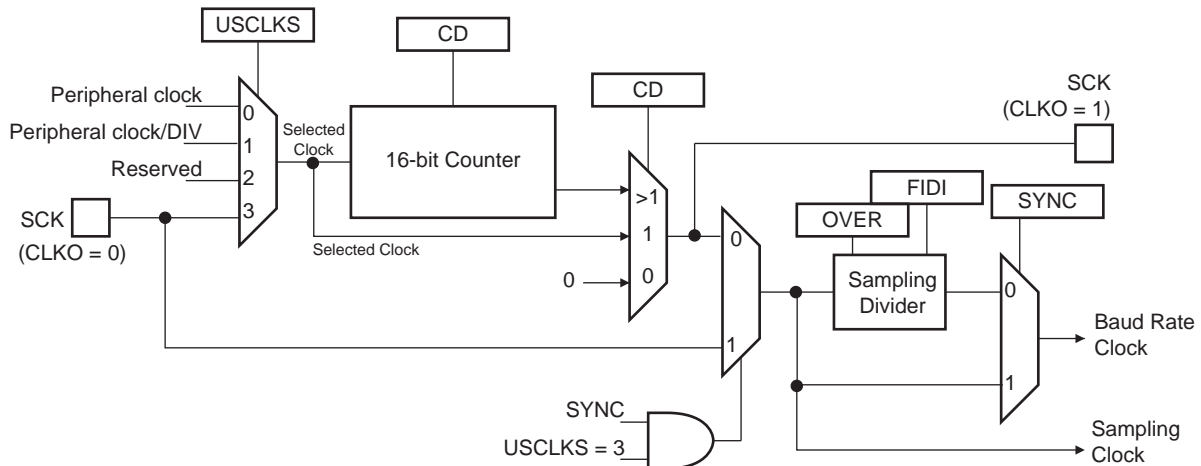 USCLKS
CD
CD
SCK
(CLKO = 1)
Peripheral clock
0
Peripheral clock/DIV
1
Reserved
2
3
SCK
(CLKO = 0)
Selected
Clock
16-bit Counter
Selected Clock
>1
1
0
0
0
1
FIDI
OVER
SYNC
Sampling
Divider
0
1
Baud Rate
Clock
SYNC
USCLKS = 3
Sampling
Clock